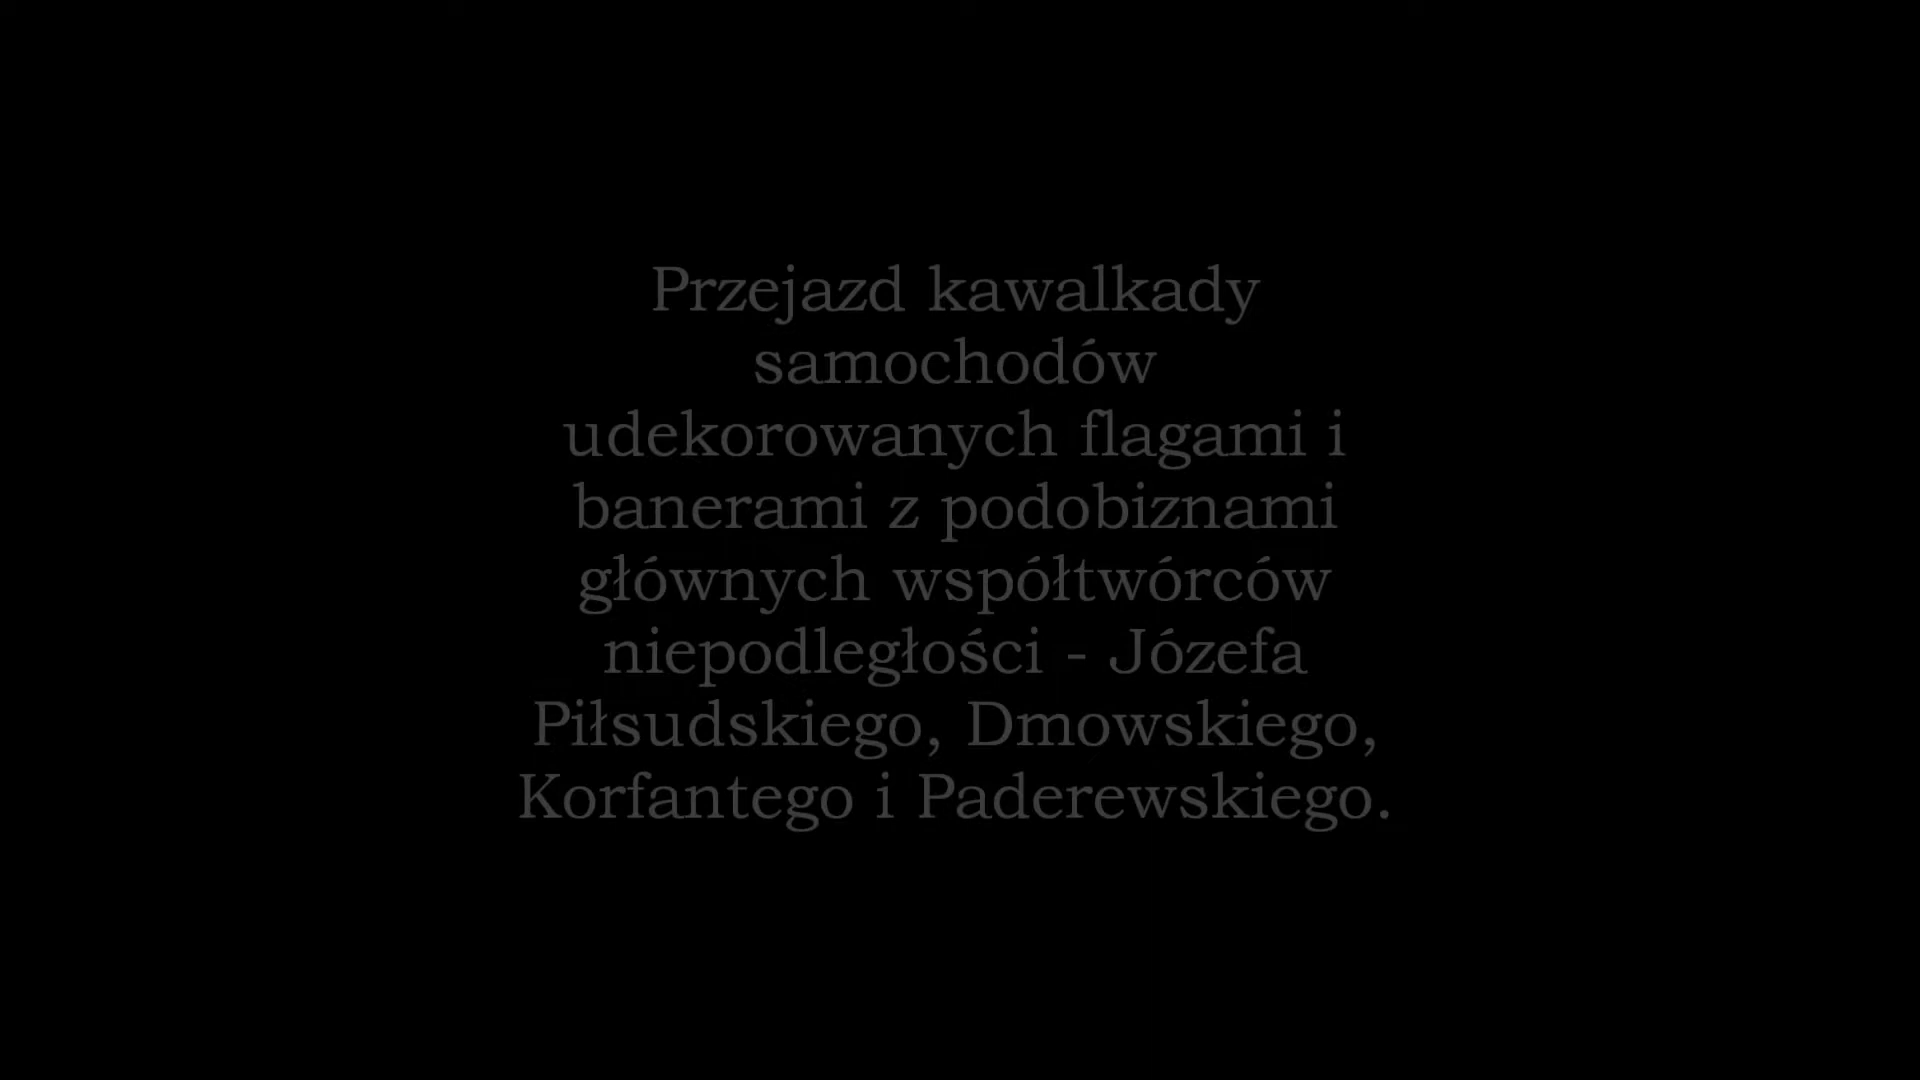 Przejazd kawalkady
samochodów
udekorowanych flagami i
banerami z podobiznami
głównych współtwórców
niepodległości - Józefa
Piłsudskiego, Dmowskiego,
Korfantego i Paderewskiego.